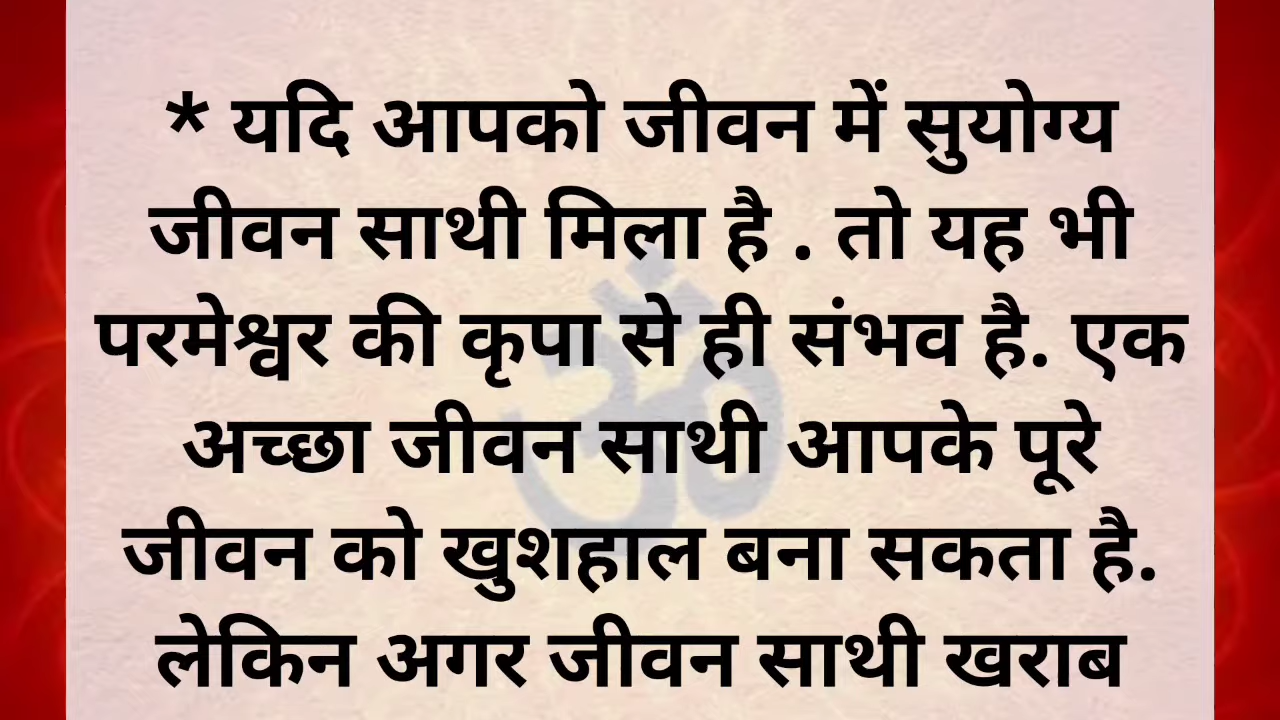 * यदि आपको जीवन में सुयोग्य
जीवन साथी मिला है . तो यह भी
परमेश्वर की कृपा से ही संभव है. एक
अच्छा जीवन साथी आपके पूरे
जीवन को खुशहाल बना सकता है.
लेकिन अगर जीवन साथी खराब
ॐ